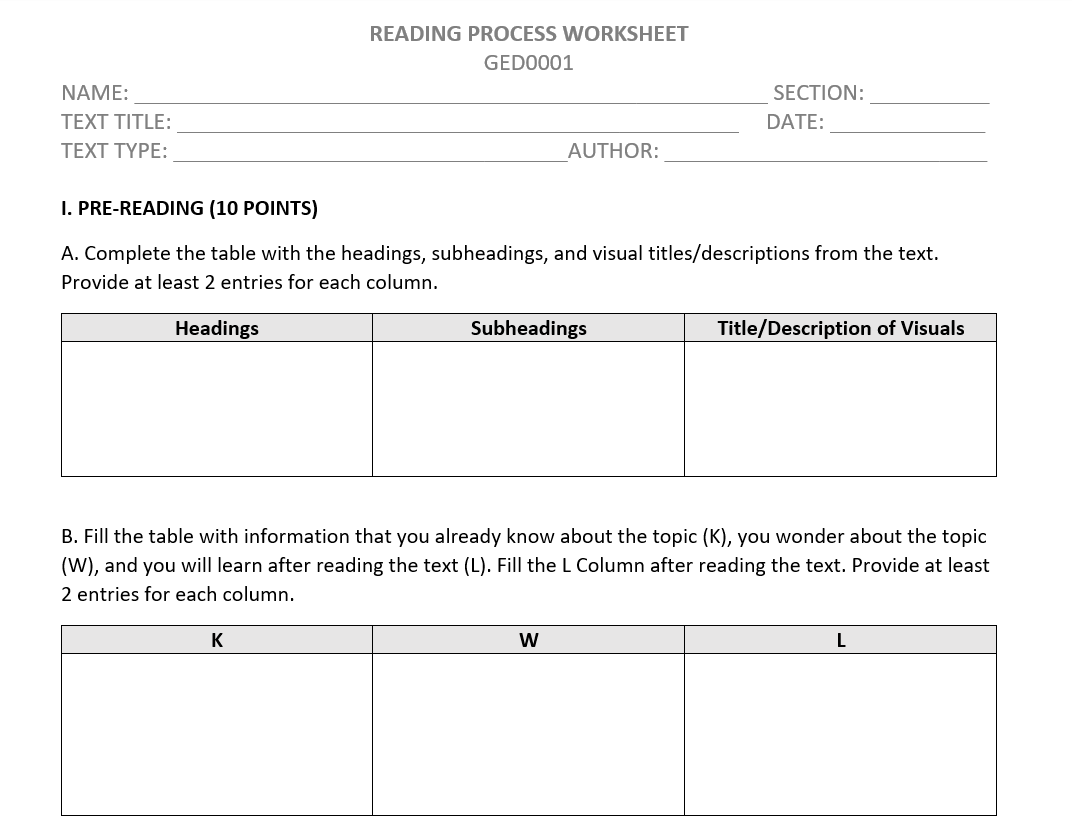 READING PROCESS WORKSHEET
GED0001
NAME: ______________________________ SECTION: __________
TEXT TITLE: ______________________________ DATE: __________
TEXT TYPE: ______________________________AUTHOR: ____________________
I. PRE-READING (10 POINTS)
A. Complete the table with the headings, subheadings, and visual titles/descriptions from the text.
Provide at least 2 entries for each column.
Headings Subheadings Title/Description of Visuals
B. Fill the table with information that you already know about the topic (K), you wonder about the topic
(W), and you will learn after reading the text (L). Fill the L Column after reading the text. Provide at least
2 entries for each column.
K W L